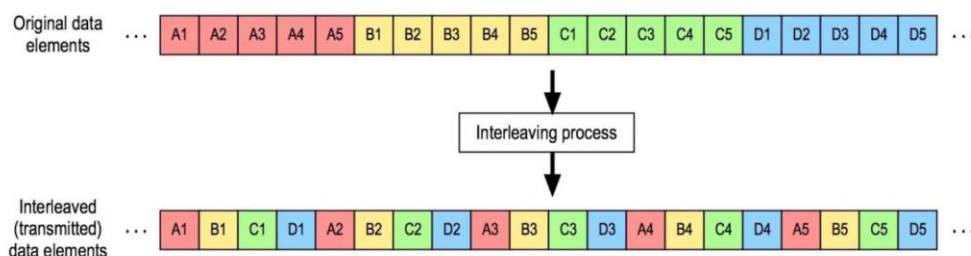 Original data
elements
... A1 A2 A3 A4 A5 B1 B2 B3 B4 B5 C1 C2 C3 C4 C5 D1 D2 D3 D4 D5 ...
Interleaving process
Interleaved
(transmitted)
data elements
... A1 B1 C1 D1 A2 B2 C2 D2 A3 B3 C3 D3 A4 B4 C4 D4 A5 B5 C5 D5 ...